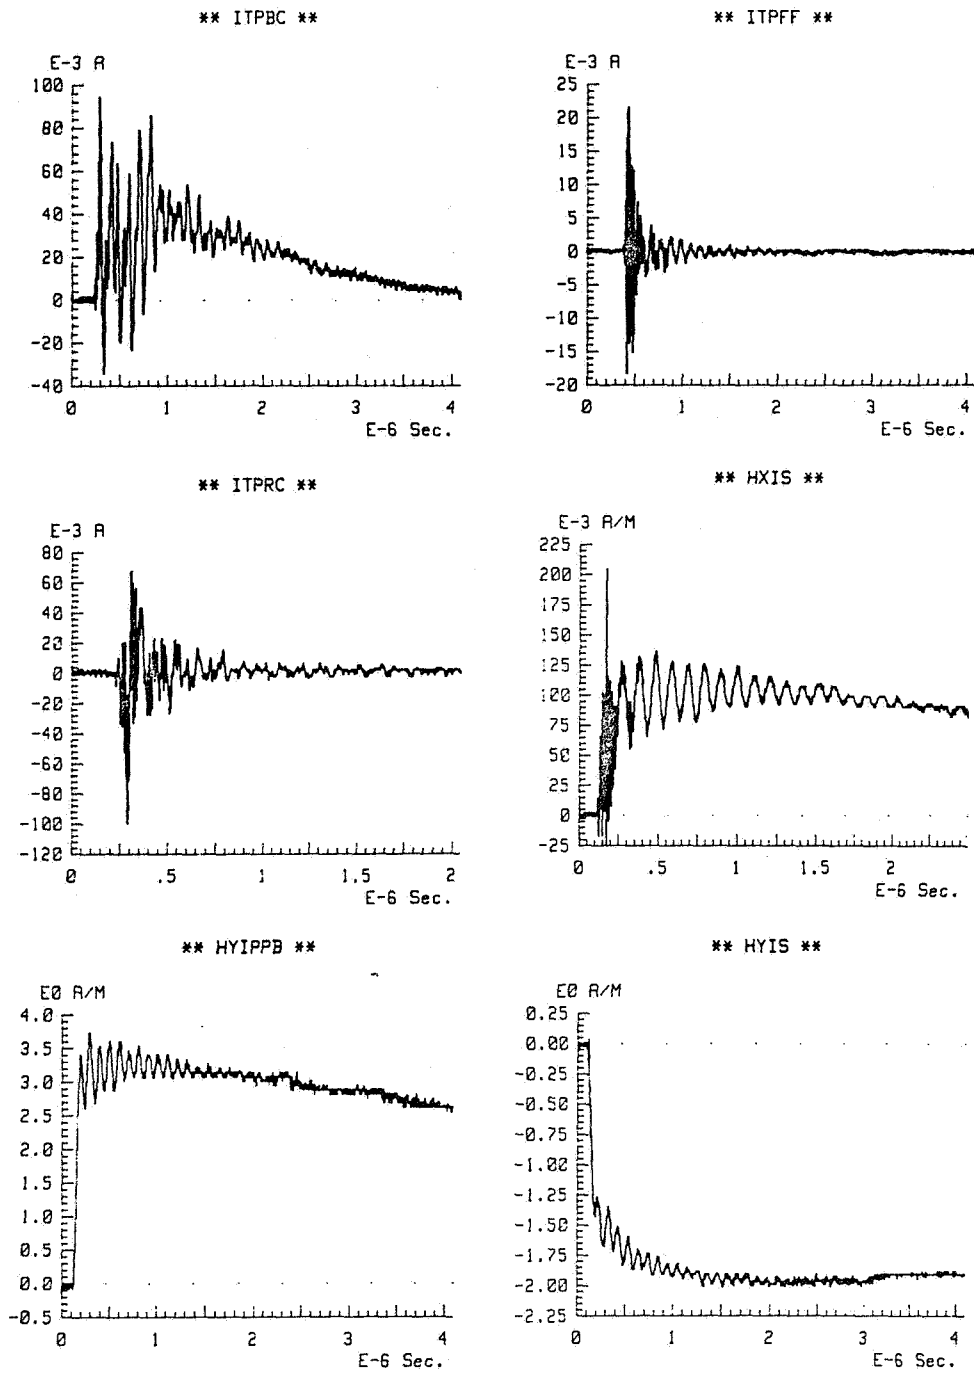 ** ITPBC **
E-3 A
100
80
60
40
20
0
-20
-40
0 1 2 3 4
E-6 Sec.
** ITPFF **
E-3 A
25
20
15
10
5
0
-5
-10
-15
-20
0 1 2 3 4
E-6 Sec.
** ITPRC **
E-3 A
80
60
40
20
0
-20
-40
-60
-80
-100
-120
0 .5 1 1.5 2
E-6 Sec.
** HXIS **
E-3 A/M
225
200
175
150
125
100
75
50
25
0
-25
0 .5 1 1.5 2
E-6 Sec.
** HYIPPB **
E0 A/M
4.0
3.5
3.0
2.5
2.0
1.5
1.0
0.5
0.0
-0.5
0 1 2 3 4
E-6 Sec.
** HYIS **
E0 A/M
0.25
0.00
-0.25
-0.50
-0.75
-1.00
-1.25
-1.50
-1.75
-2.00
-2.25
0 1 2 3 4
E-6 Sec.